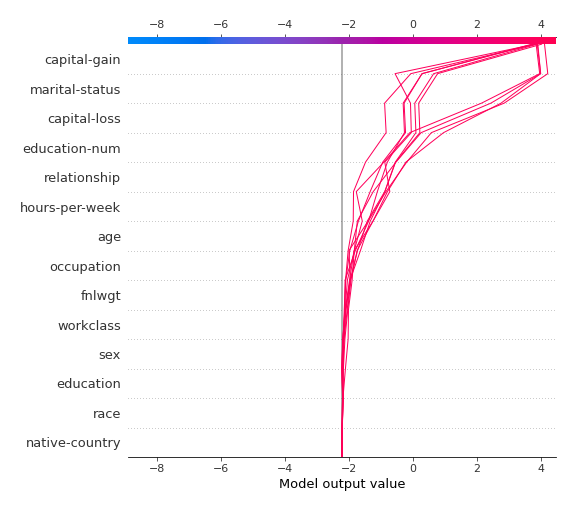 −8 −6 −4 −2 0 2 4
capital-gain
marital-status
capital-loss
education-num
relationship
hours-per-week
age
occupation
fnlwgt
workclass
sex
education
race
native-country
−8 −6 −4 −2 0 2 4
Model output value